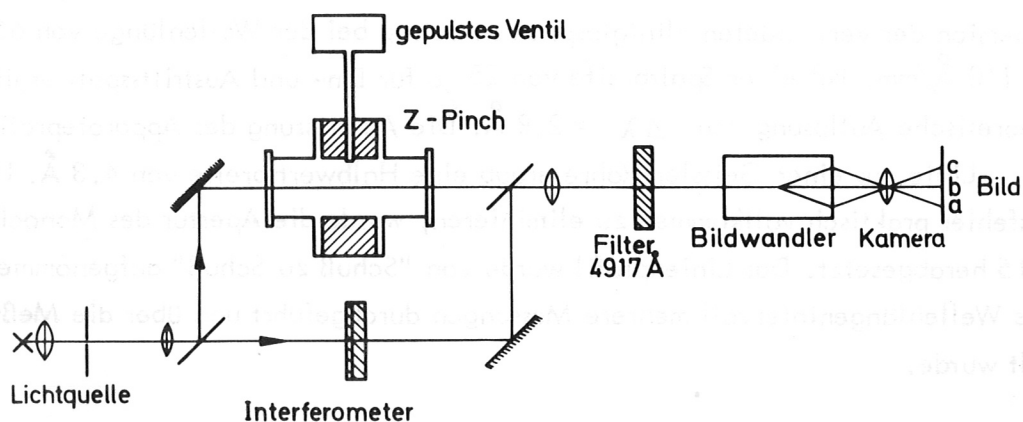 gepulstes Ventil
Z-Pinch
c
b Bild
a
Filter
4917 Å
Bildwandler
Kamera
Lichtquelle
Interferometer